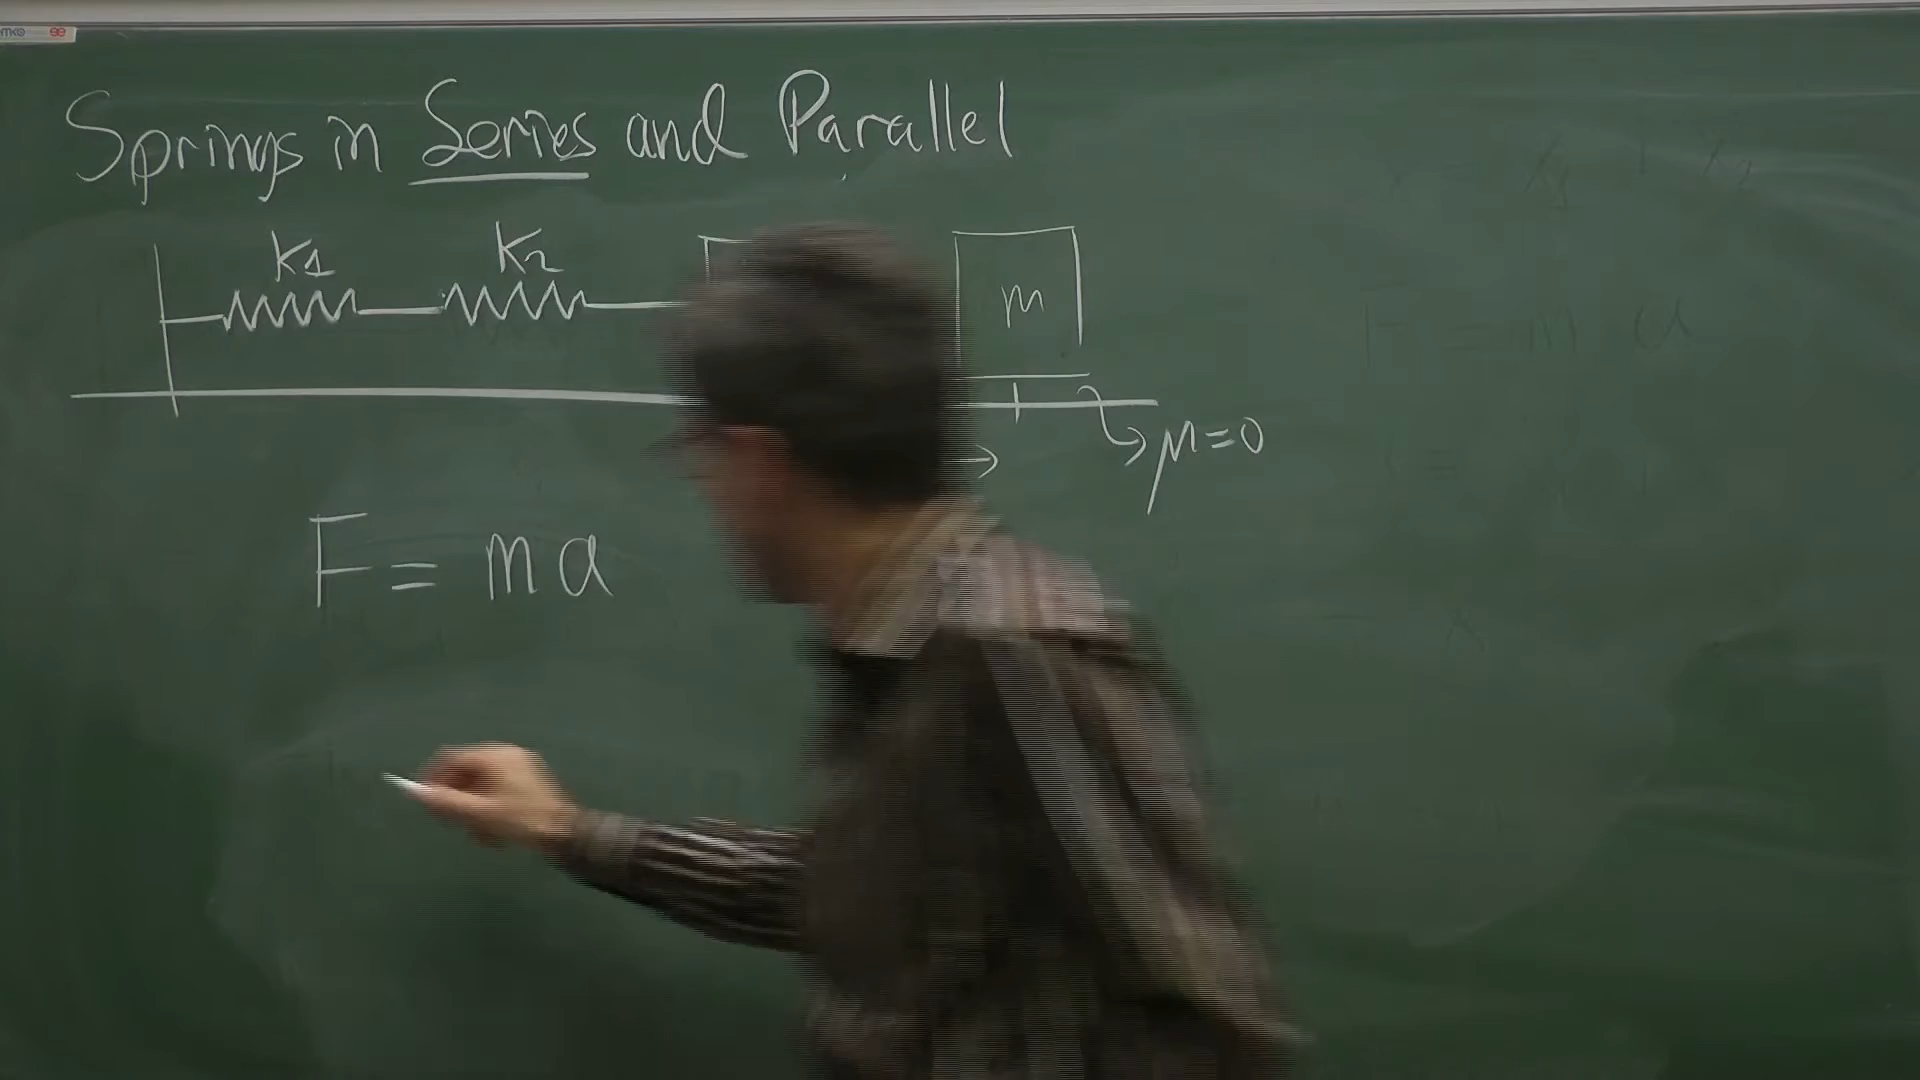 Springs in Series and Parallel
K1 K2
m
μ=0
F = ma